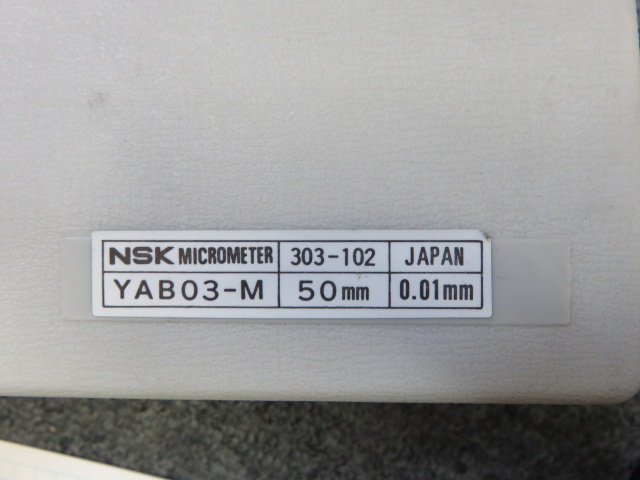 NSK MICROMETER 303-102 JAPAN
YAB03-M 50mm 0.01mm